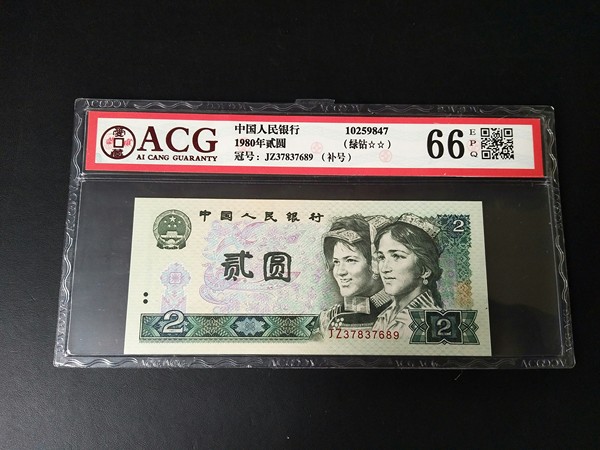 ACG
AI CANG GUARANTY
中国人民银行
10259847
1980年贰圆
(绿钻☆☆)
冠号: JZ37837689 (补号)
66
EPQ
中国人民银行
2
贰圆
2
2
JZ37837689